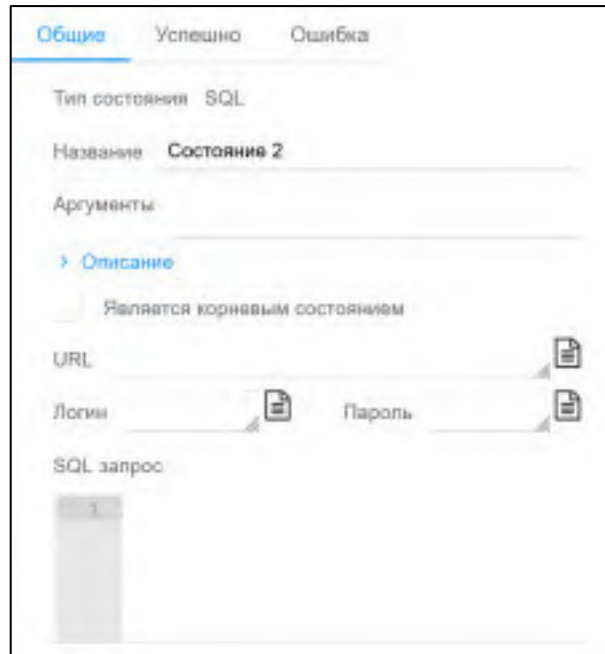 Общие Успешно Ошибка
Тип состояния SQL
Название Состояние 2
Аргументы
> Описание
Является корневым состоянием
URL
Логин Пароль
SQL запрос
1